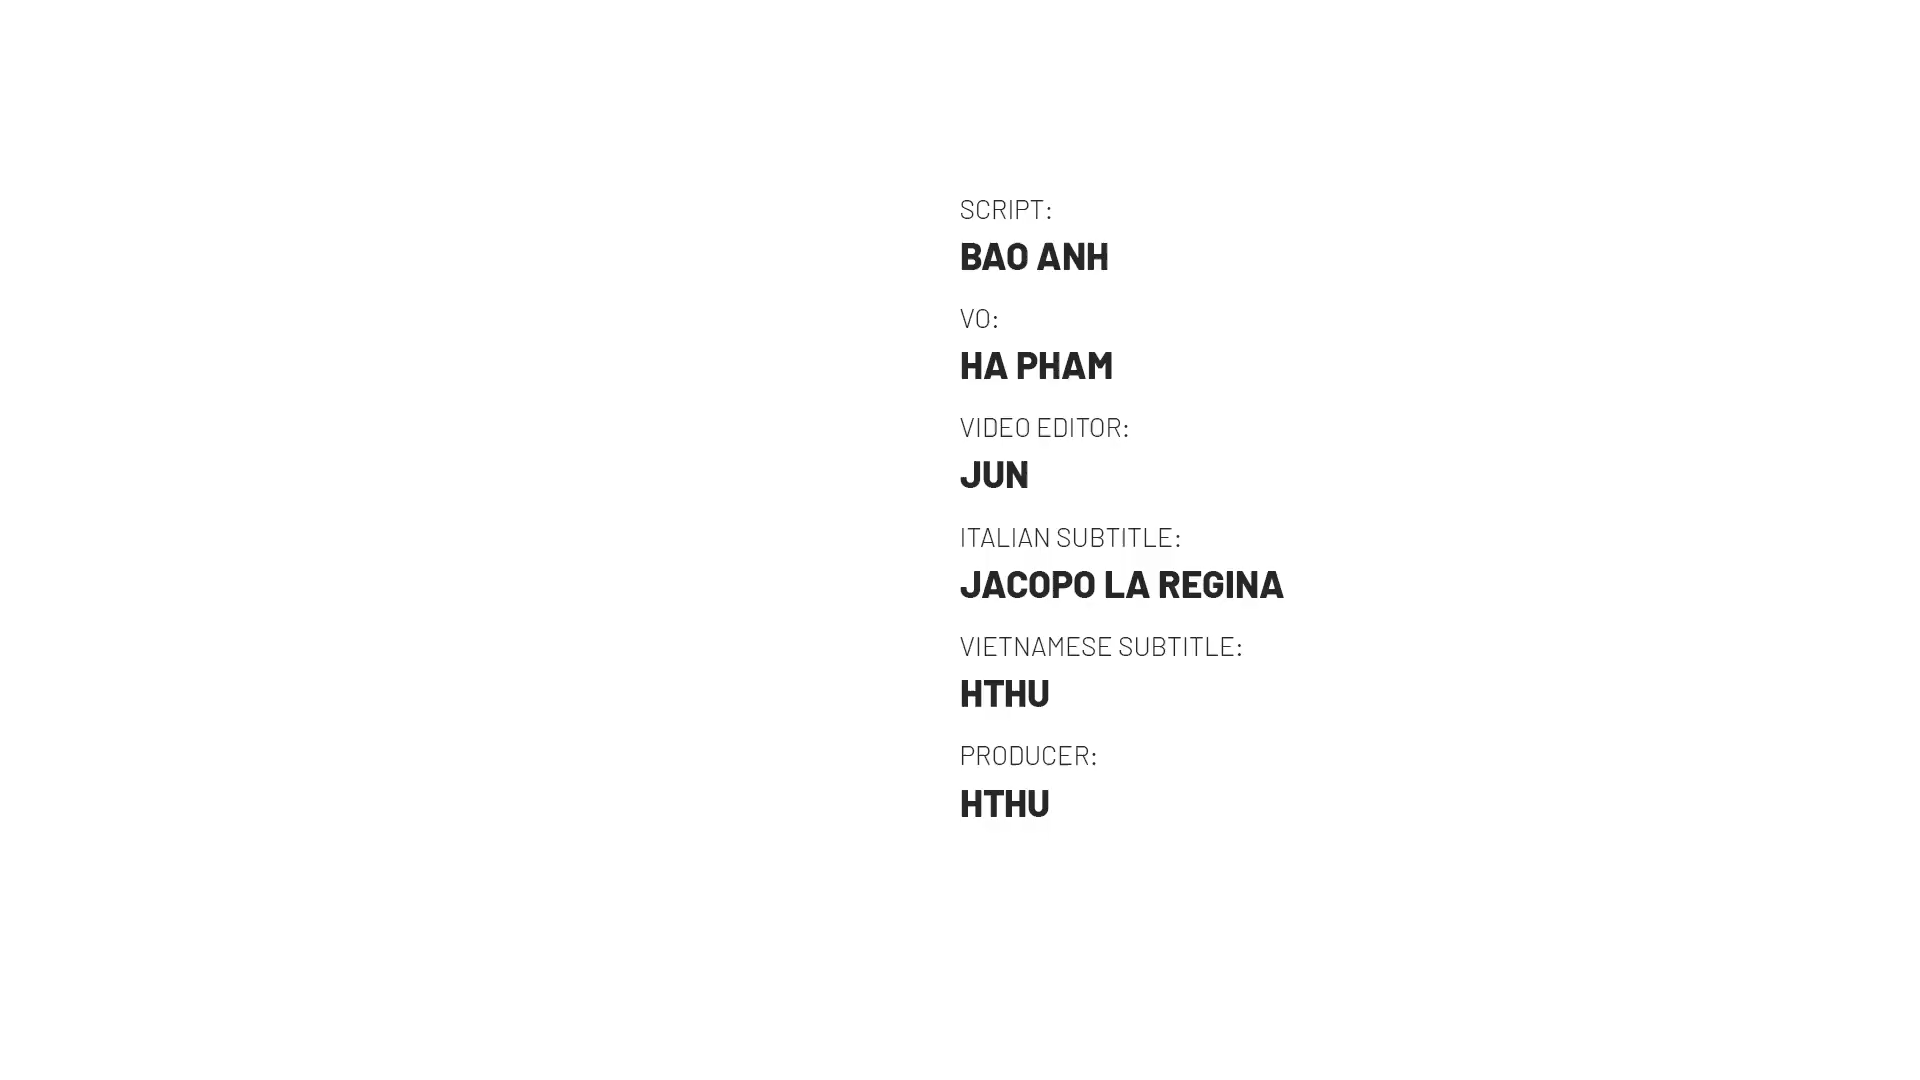 SCRIPT:
BAO ANH
VO:
HA PHAM
VIDEO EDITOR:
JUN
ITALIAN SUBTITLE:
JACOPO LA REGINA
VIETNAMESE SUBTITLE:
HTHU
PRODUCER:
HTHU